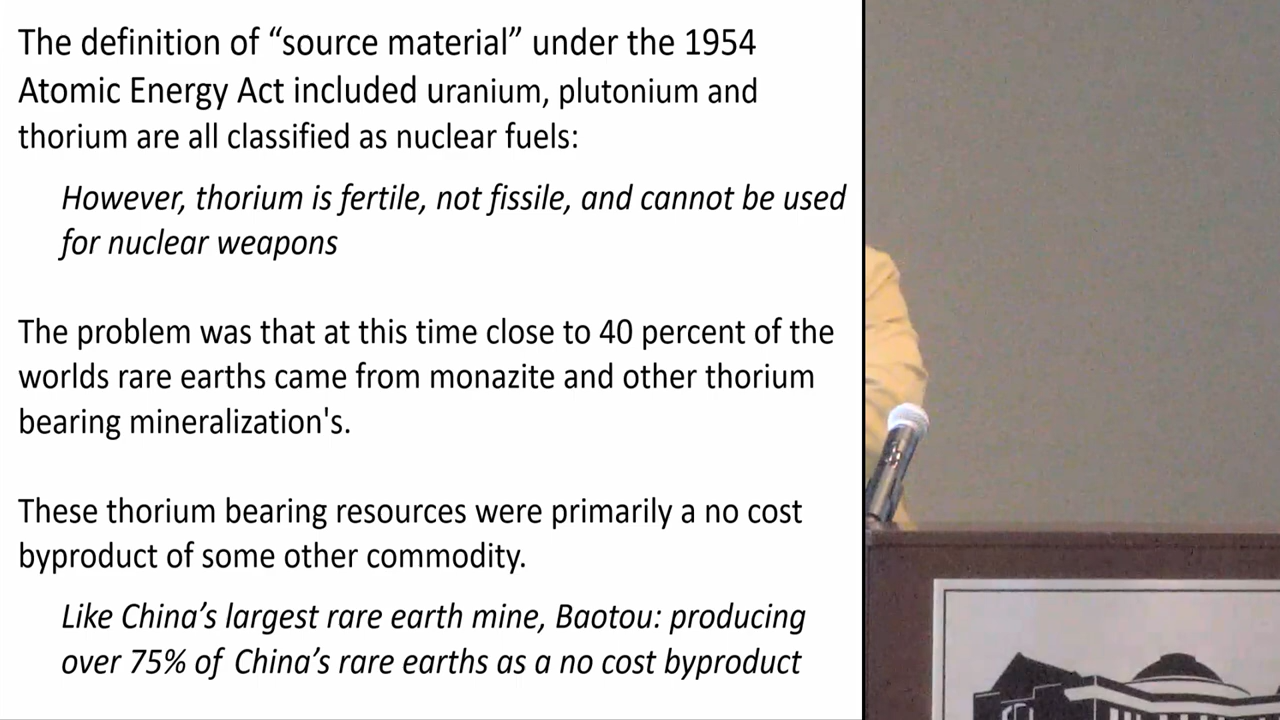 The definition of “source material” under the 1954
Atomic Energy Act included uranium, plutonium and
thorium are all classified as nuclear fuels:
However, thorium is fertile, not fissile, and cannot be used
for nuclear weapons
The problem was that at this time close to 40 percent of the
worlds rare earths came from monazite and other thorium
bearing mineralization's.
These thorium bearing resources were primarily a no cost
byproduct of some other commodity.
Like China’s largest rare earth mine, Baotou: producing
over 75% of China’s rare earths as a no cost byproduct